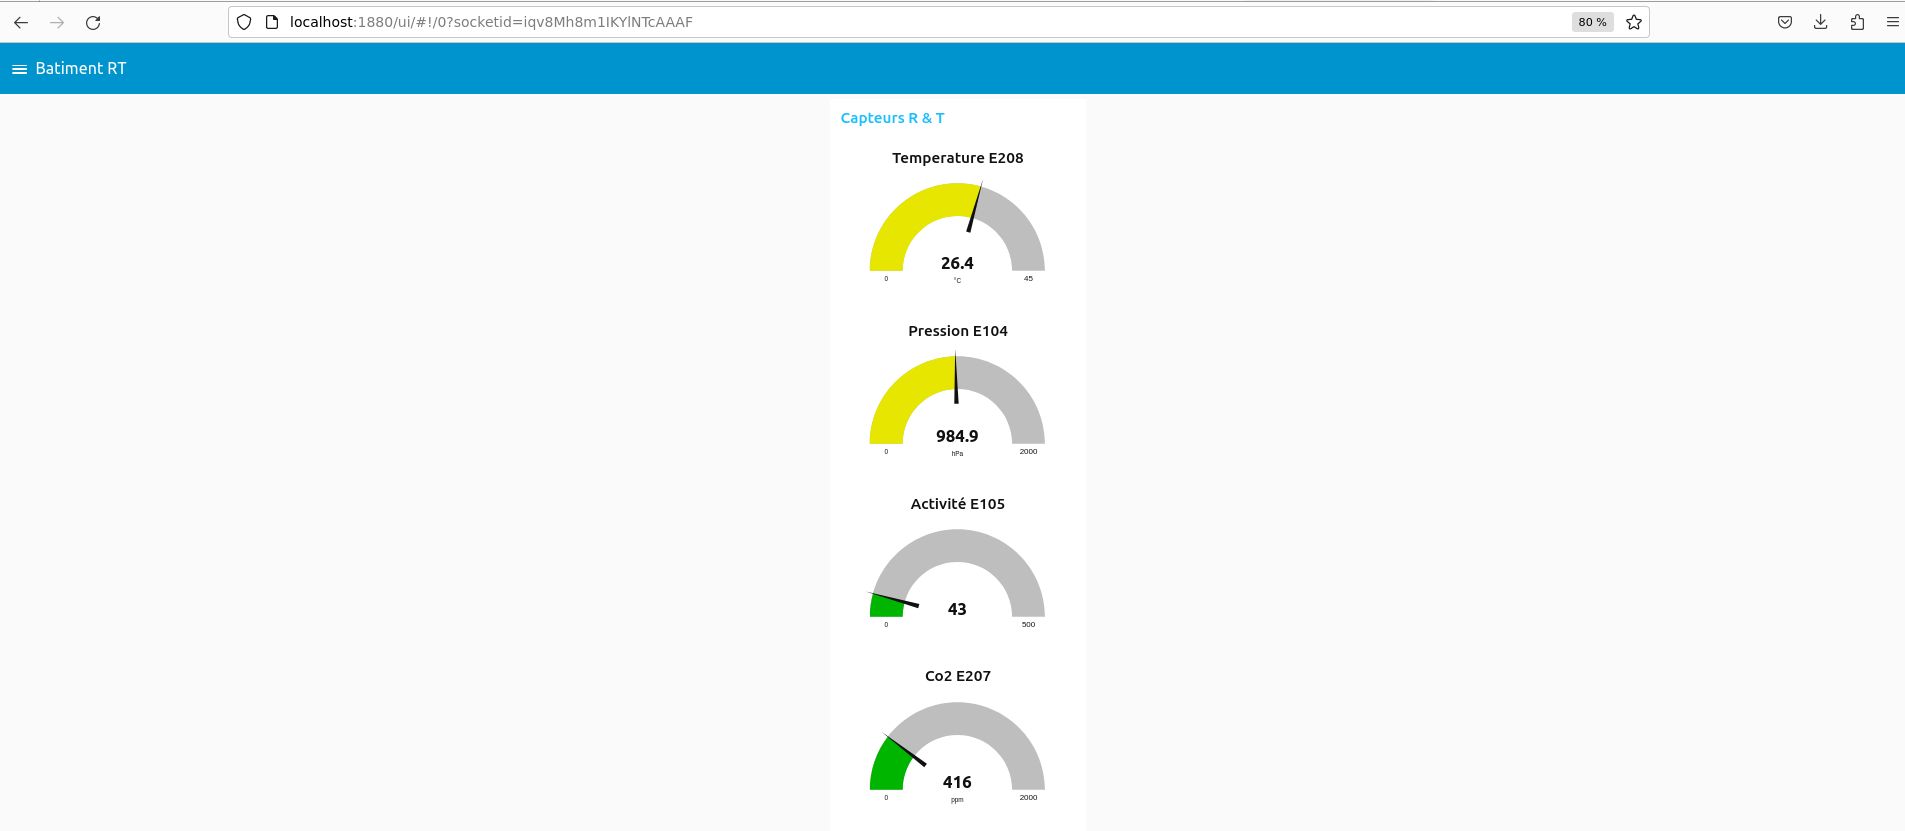 localhost:1880/ui/#!/0?socketid=iqv8Mh8m1IKYlNTcAAAF
80 %
Batiment RT
Capteurs R & T
Temperature E208
26.4
0
°C
45
Pression E104
984.9
0
hPa
2000
Activité E105
43
0
500
Co2 E207
416
0
ppm
2000